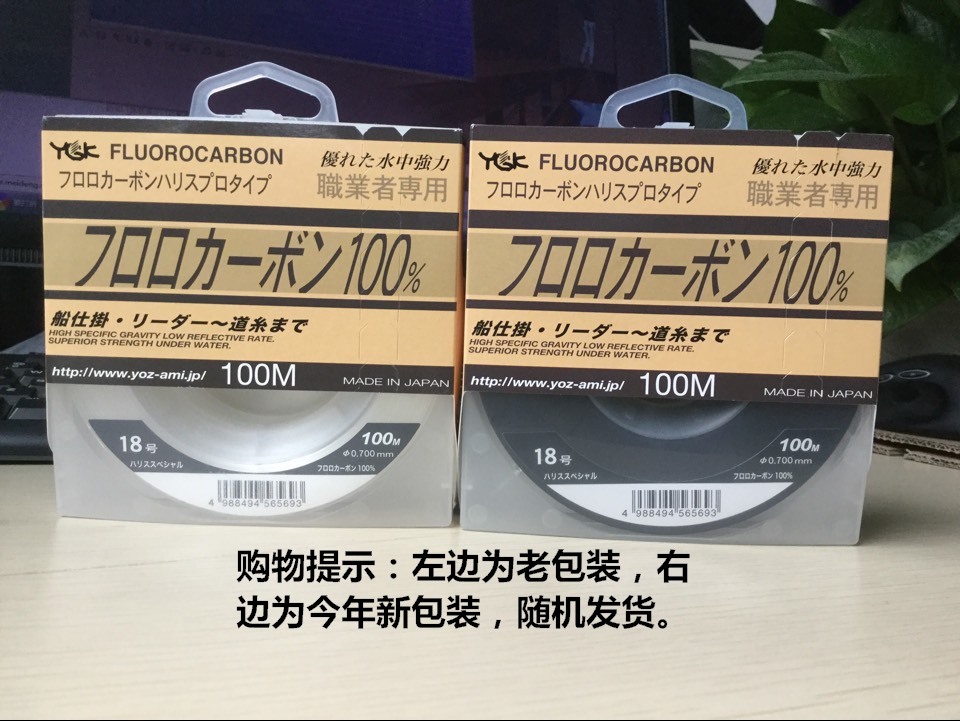 YGK FLUOROCARBON 優れた水中強力
フロロカーボンハリスプロタイプ 職業者専用
フロロカーボン100%
船仕掛・リーダー～道糸まで
HIGH SPECIFIC GRAVITY LOW REFLECTIVE RATE.
SUPERIOR STRENGTH UNDER WATER.
http://www.yoz-ami.jp/ 100M MADE IN JAPAN
18号 100M
φ0.700mm
ハリススペシャル フロロカーボン100%
4 988494 565693
YGK FLUOROCARBON 優れた水中強力
フロロカーボンハリスプロタイプ 職業者専用
フロロカーボン100%
船仕掛・リーダー～道糸まで
HIGH SPECIFIC GRAVITY LOW REFLECTIVE RATE.
SUPERIOR STRENGTH UNDER WATER.
http://www.yoz-ami.jp/ 100M MADE IN JAPAN
18号 100M
φ0.700mm
ハリススペシャル フロロカーボン100%
4 988494 565693
购物提示：左边为老包装，右
边为今年新包装，随机发货。